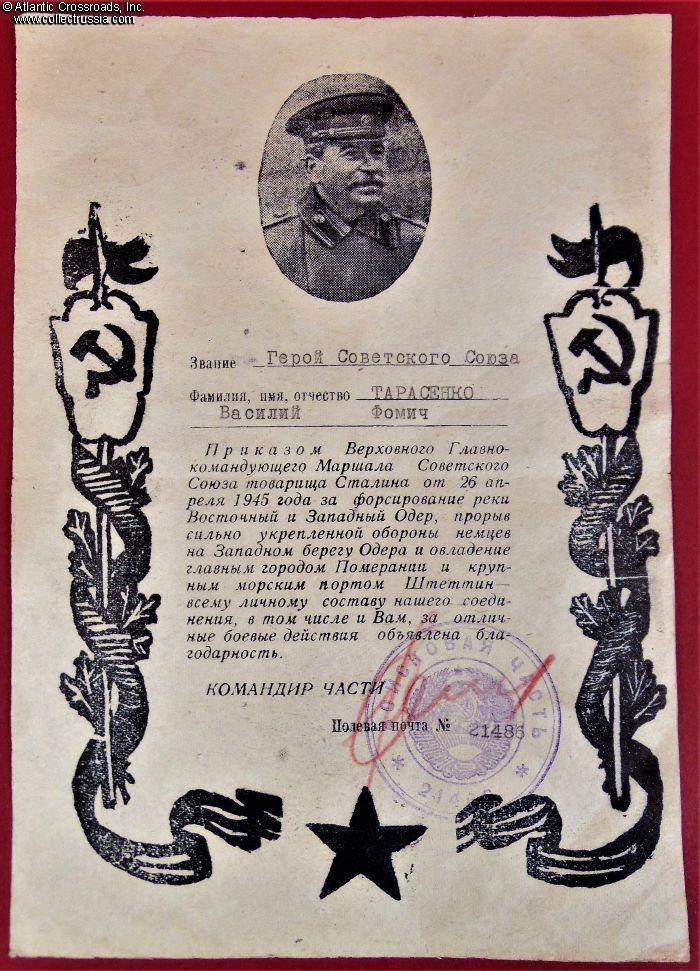 © Atlantic Crossroads, Inc.
www.collectrussia.com
Звание Герой Советского Союза
Фамилия, имя, отчество ТАРАСЕНКО
Василий Фомич
Приказом Верховного Главно-
командующего Маршала Советского
Союза товарища Сталина от 26 ап-
реля 1945 года за форсирование реки
Восточный и Западный Одер, прорыв
сильно укрепленной обороны немцев
на Западном берегу Одера и овладение
главным городом Померании и круп-
ным морским портом Штеттин—
всему личному составу нашего соеди-
нения, в том числе и Вам, за отлич-
ные боевые действия объявлена бла-
годарность.
КОМАНДИР ЧАСТИ
Полевая почта № 21486
ВОЙСКОВАЯ ЧАСТЬ